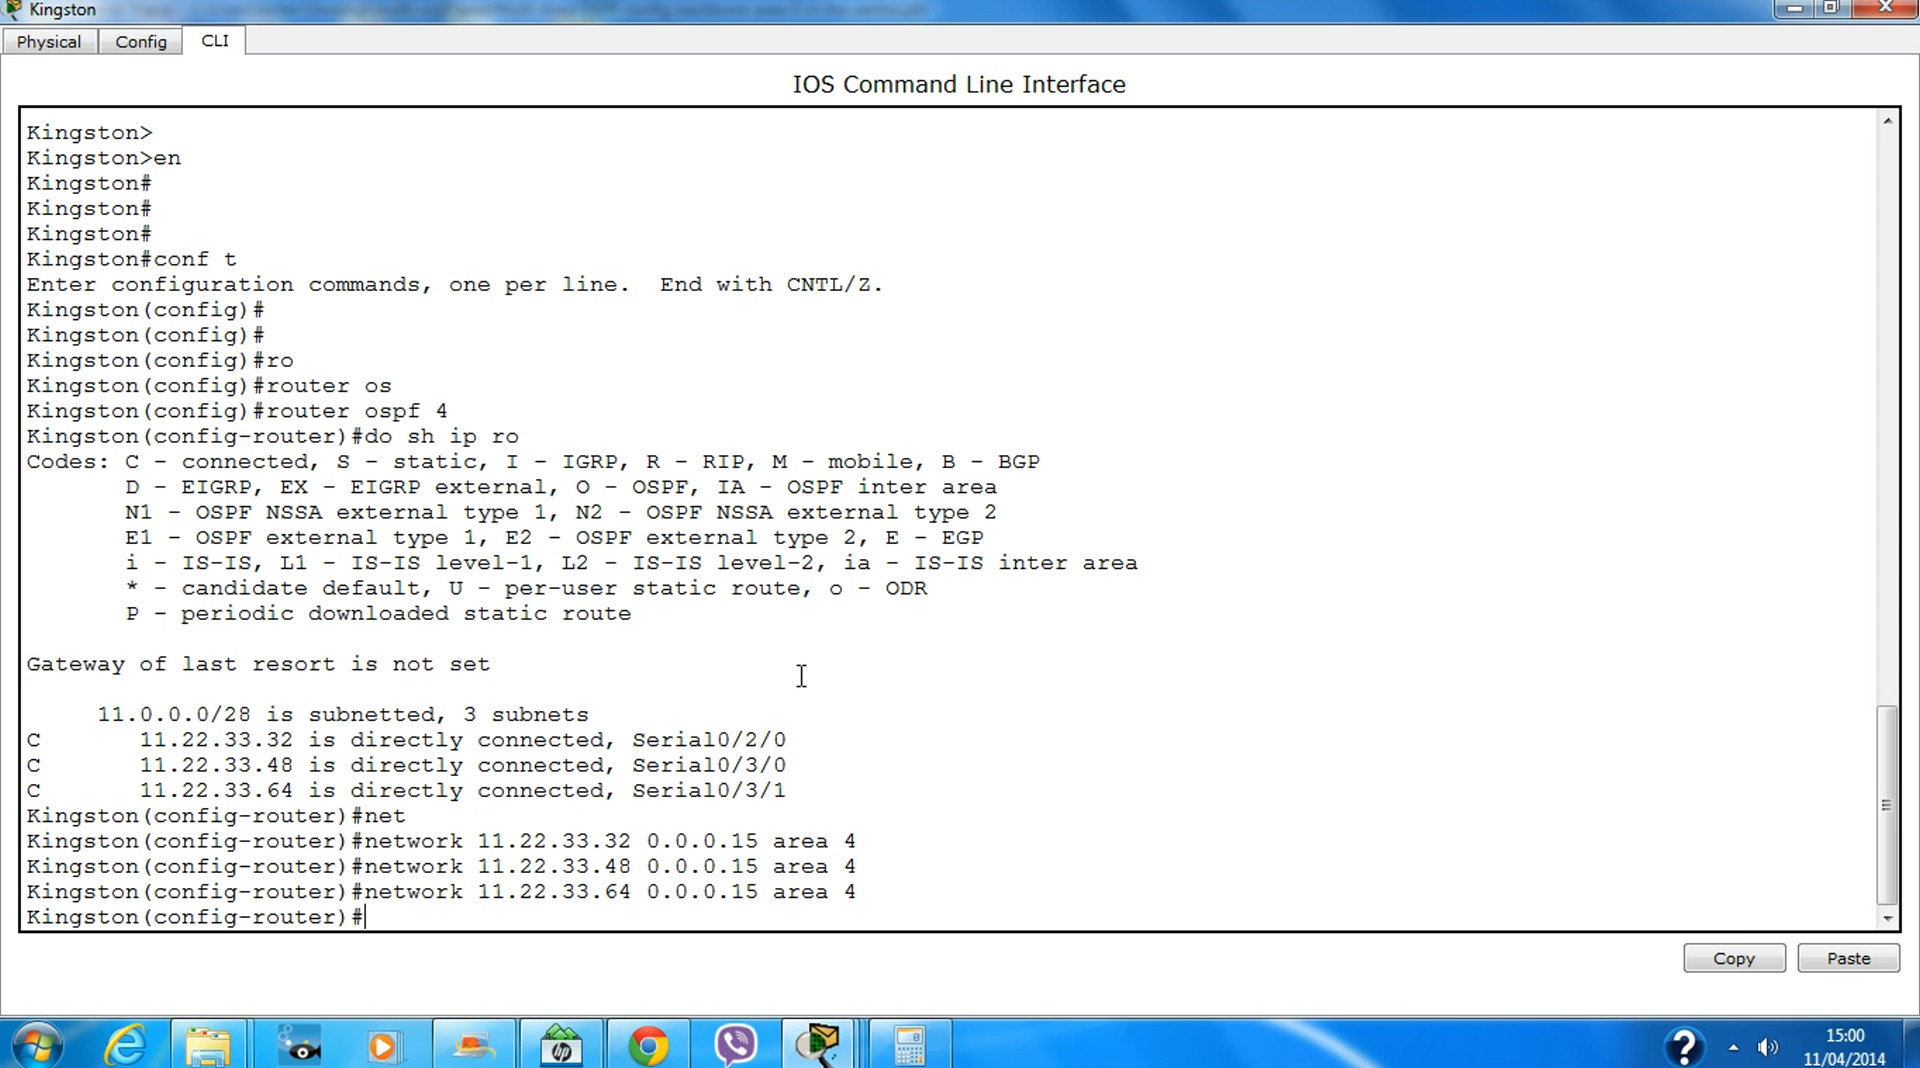 Kingston
Physical
Config
CLI
IOS Command Line Interface
Kingston>
Kingston>en
Kingston#
Kingston#
Kingston#
Kingston#conf t
Enter configuration commands, one per line.  End with CNTL/Z.
Kingston(config)#
Kingston(config)#
Kingston(config)#ro
Kingston(config)#router os
Kingston(config)#router ospf 4
Kingston(config-router)#do sh ip ro
Codes: C - connected, S - static, I - IGRP, R - RIP, M - mobile, B - BGP
       D - EIGRP, EX - EIGRP external, O - OSPF, IA - OSPF inter area
       N1 - OSPF NSSA external type 1, N2 - OSPF NSSA external type 2
       E1 - OSPF external type 1, E2 - OSPF external type 2, E - EGP
       i - IS-IS, L1 - IS-IS level-1, L2 - IS-IS level-2, ia - IS-IS inter area
       * - candidate default, U - per-user static route, o - ODR
       P - periodic downloaded static route
Gateway of last resort is not set
     11.0.0.0/28 is subnetted, 3 subnets
C       11.22.33.32 is directly connected, Serial0/2/0
C       11.22.33.48 is directly connected, Serial0/3/0
C       11.22.33.64 is directly connected, Serial0/3/1
Kingston(config-router)#net
Kingston(config-router)#network 11.22.33.32 0.0.0.15 area 4
Kingston(config-router)#network 11.22.33.48 0.0.0.15 area 4
Kingston(config-router)#network 11.22.33.64 0.0.0.15 area 4
Kingston(config-router)#
Copy
Paste
hp
15:00
11/04/2014